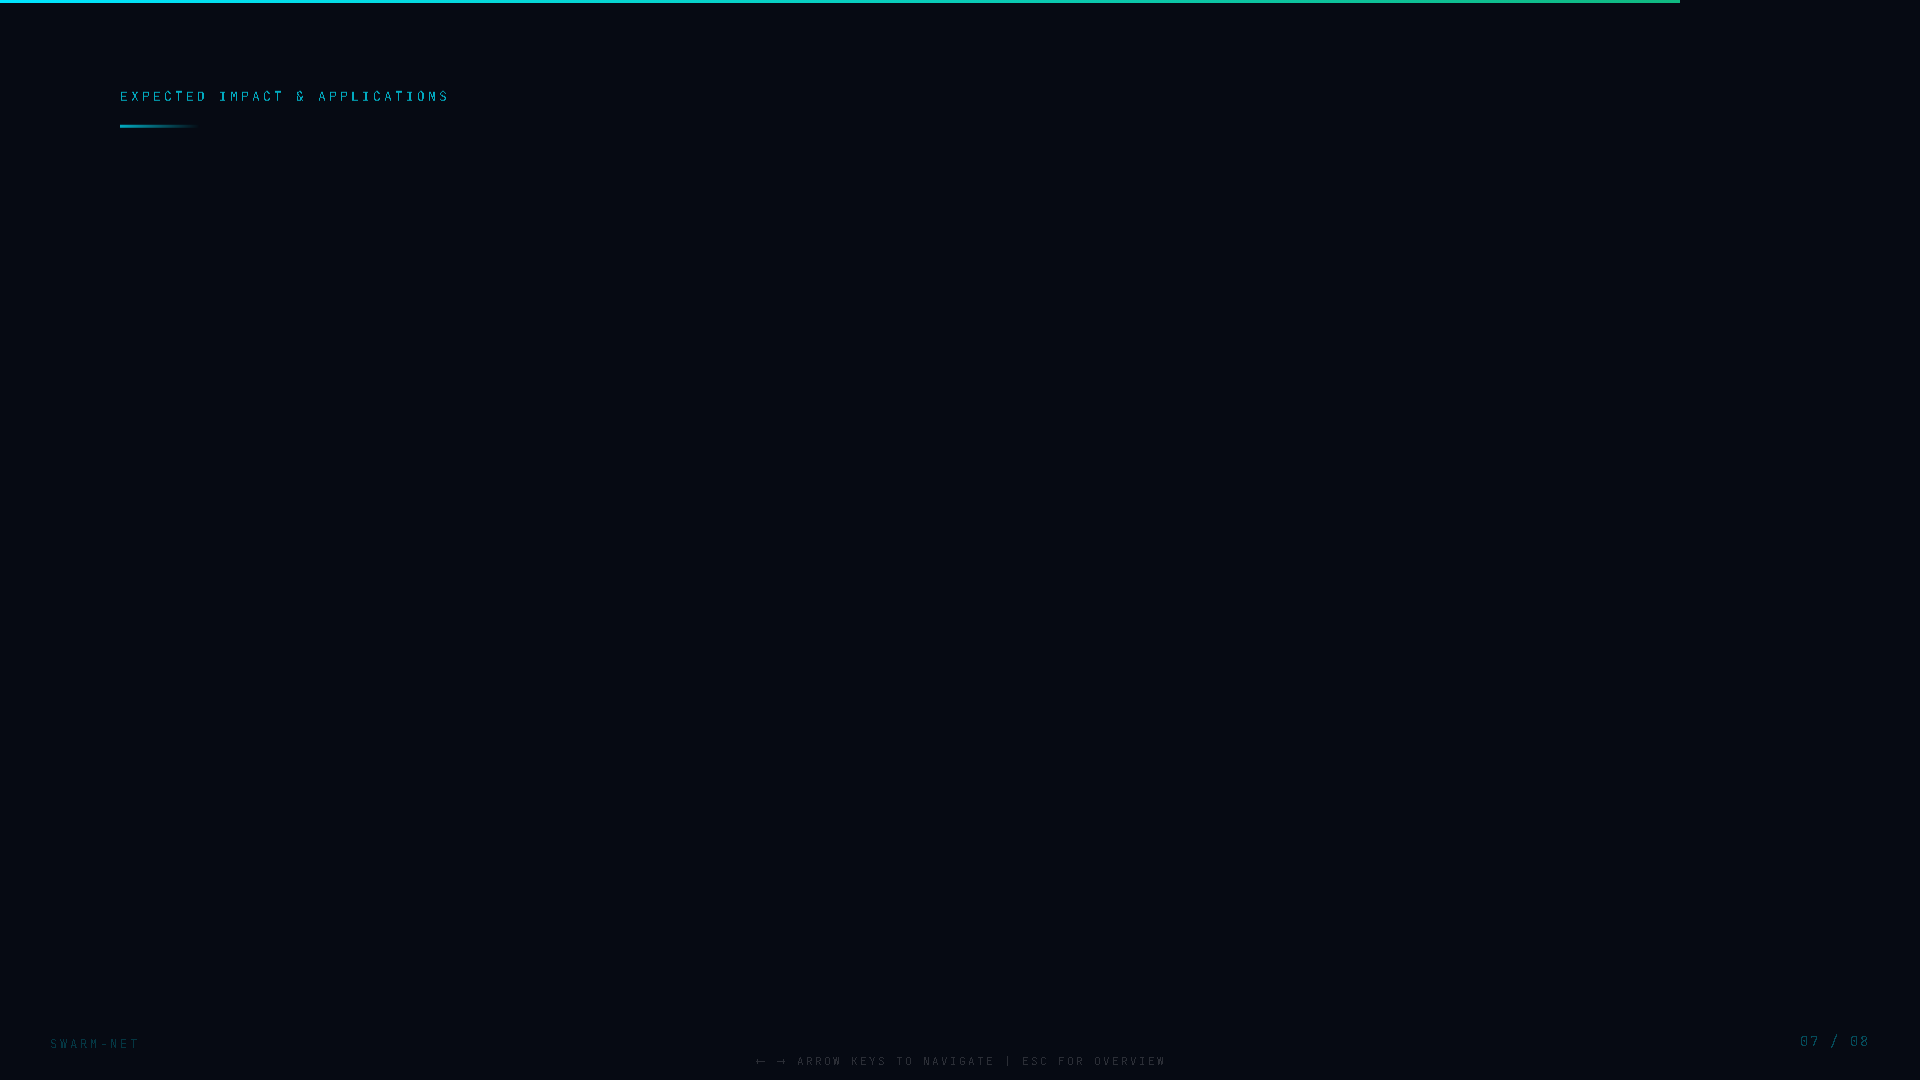 EXPECTED IMPACT & APPLICATIONS
SWARM-NET
← → ARROW KEYS TO NAVIGATE | ESC FOR OVERVIEW
07 / 08